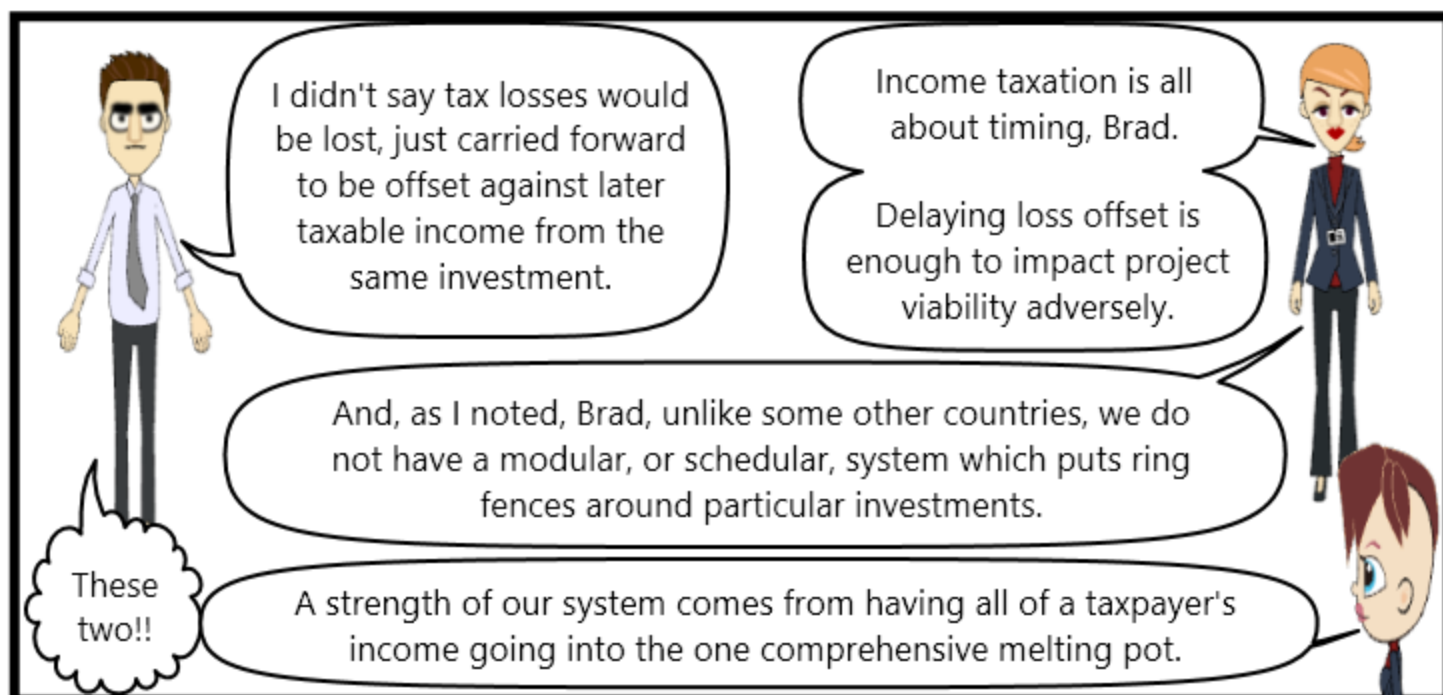 I didn't say tax losses would
be lost, just carried forward
to be offset against later
taxable income from the
same investment.
Income taxation is all
about timing, Brad.
Delaying loss offset is
enough to impact project
viability adversely.
And, as I noted, Brad, unlike some other countries, we do
not have a modular, or schedular, system which puts ring
fences around particular investments.
These
two!!
A strength of our system comes from having all of a taxpayer's
income going into the one comprehensive melting pot.